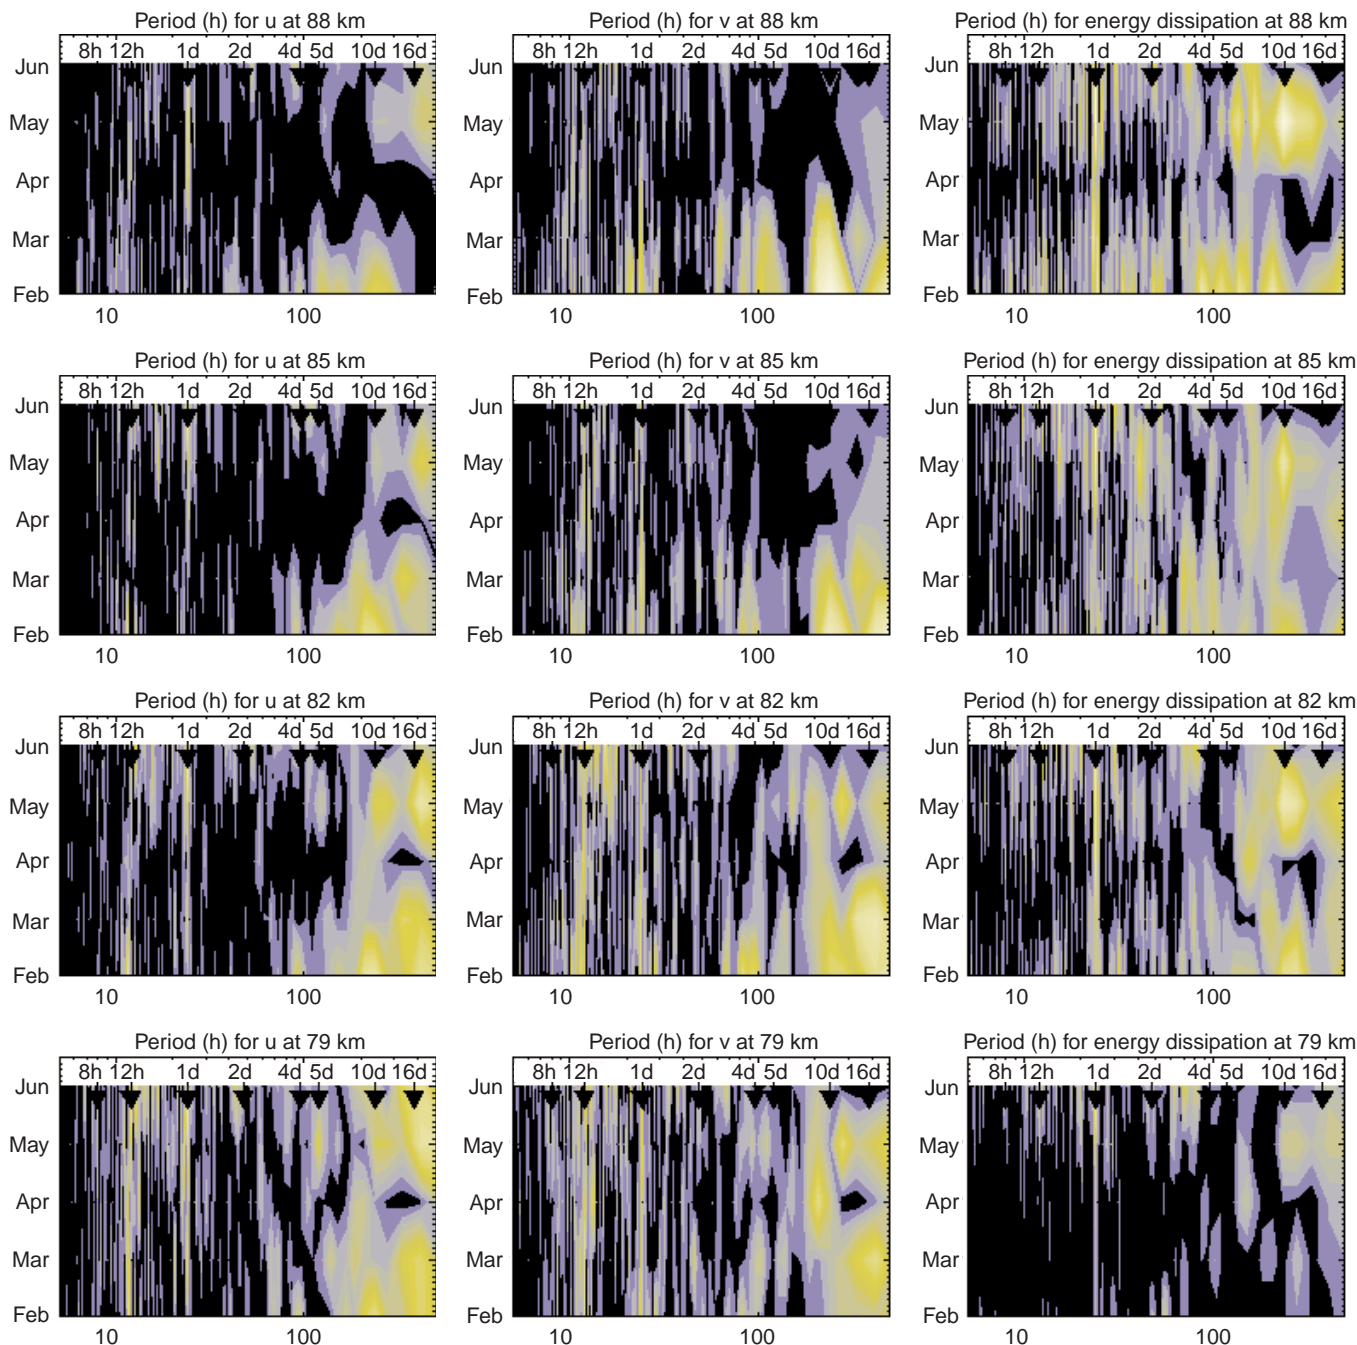 Period (h) for u at 88 km
8h 12h 1d 2d 4d 5d 10d 16d
Jun
May
Apr
Mar
Feb
10 100
Period (h) for v at 88 km
8h 12h 1d 2d 4d 5d 10d 16d
Jun
May
Apr
Mar
Feb
10 100
Period (h) for energy dissipation at 88 km
8h 12h 1d 2d 4d 5d 10d 16d
Jun
May
Apr
Mar
Feb
10 100
Period (h) for u at 85 km
8h 12h 1d 2d 4d 5d 10d 16d
Jun
May
Apr
Mar
Feb
10 100
Period (h) for v at 85 km
8h 12h 1d 2d 4d 5d 10d 16d
Jun
May
Apr
Mar
Feb
10 100
Period (h) for energy dissipation at 85 km
8h 12h 1d 2d 4d 5d 10d 16d
Jun
May
Apr
Mar
Feb
10 100
Period (h) for u at 82 km
8h 12h 1d 2d 4d 5d 10d 16d
Jun
May
Apr
Mar
Feb
10 100
Period (h) for v at 82 km
8h 12h 1d 2d 4d 5d 10d 16d
Jun
May
Apr
Mar
Feb
10 100
Period (h) for energy dissipation at 82 km
8h 12h 1d 2d 4d 5d 10d 16d
Jun
May
Apr
Mar
Feb
10 100
Period (h) for u at 79 km
8h 12h 1d 2d 4d 5d 10d 16d
Jun
May
Apr
Mar
Feb
10 100
Period (h) for v at 79 km
8h 12h 1d 2d 4d 5d 10d 16d
Jun
May
Apr
Mar
Feb
10 100
Period (h) for energy dissipation at 79 km
8h 12h 1d 2d 4d 5d 10d 16d
Jun
May
Apr
Mar
Feb
10 100